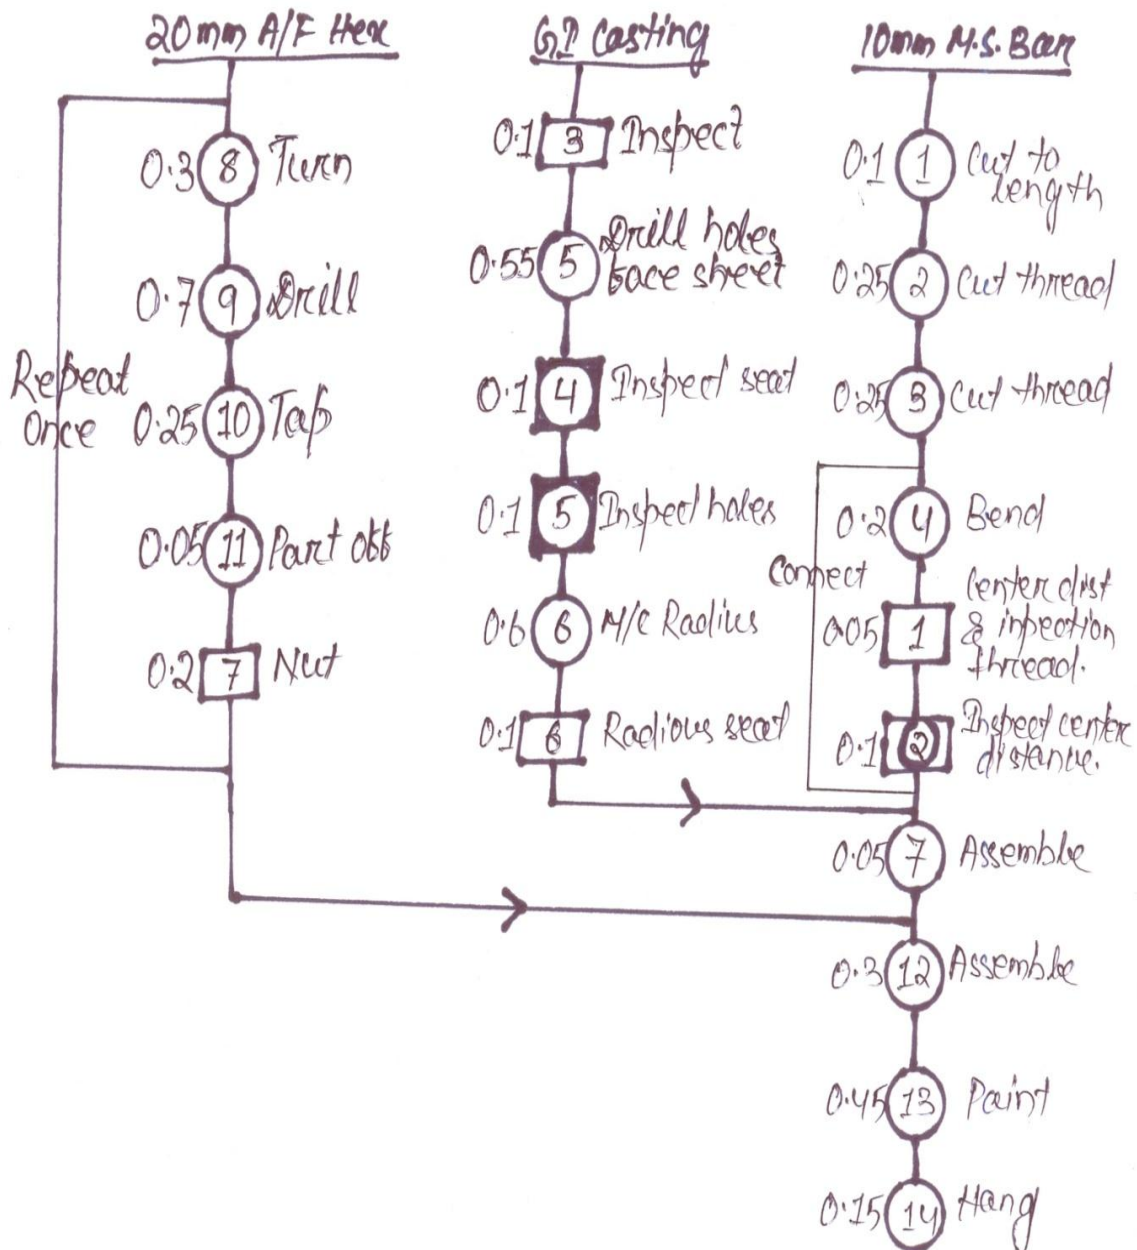 20mm A/F Hex
0.3 8 Turn
0.7 9 Drill
Repeat
Once
0.25 10 Tap
0.05 11 Part off
0.2 7 Nut
G.I Casting
0.1 3 Inspect
0.55 5 Drill holes
face sheet
0.1 4 Inspect seat
0.1 5 Inspect holes
0.6 6 M/C Radius
0.1 6 Radious seat
10mm M.S. Bar
0.1 1 Cut to
length
0.25 2 Cut thread
0.25 3 Cut thread
0.2 4 Bend
Connect
0.05 1 Center dist
& inpection
thread.
0.1 2 Inspect center
distance.
0.05 7 Assemble
0.3 12 Assemble
0.45 13 Paint
0.15 14 Hang